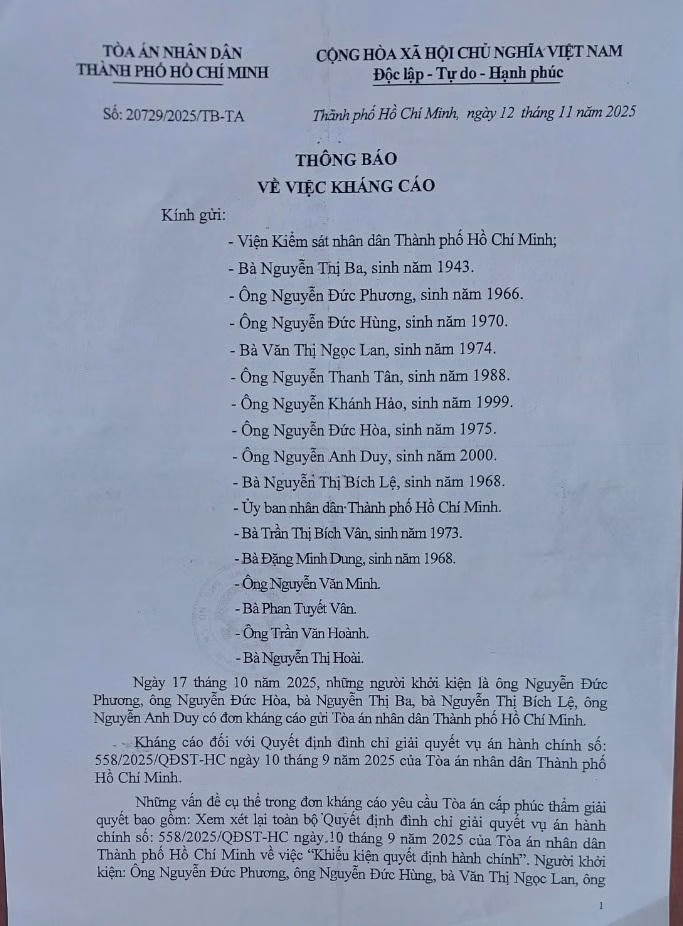 TÒA ÁN NHÂN DÂN
THÀNH PHỐ HỒ CHÍ MINH
CỘNG HÒA XÃ HỘI CHỦ NGHĨA VIỆT NAM
Độc lập - Tự do - Hạnh phúc
Số: 20729/2025/TB-TA
Thành phố Hồ Chí Minh, ngày 12 tháng 11 năm 2025
THÔNG BÁO
VỀ VIỆC KHÁNG CÁO
Kính gửi:
- Viện Kiểm sát nhân dân Thành phố Hồ Chí Minh;
- Bà Nguyễn Thị Ba, sinh năm 1943.
- Ông Nguyễn Đức Phương, sinh năm 1966.
- Ông Nguyễn Đức Hùng, sinh năm 1970.
- Bà Văn Thị Ngọc Lan, sinh năm 1974.
- Ông Nguyễn Thanh Tân, sinh năm 1988.
- Ông Nguyễn Khánh Hảo, sinh năm 1999.
- Ông Nguyễn Đức Hòa, sinh năm 1975.
- Ông Nguyễn Anh Duy, sinh năm 2000.
- Bà Nguyễn Thị Bích Lệ, sinh năm 1968.
- Ủy ban nhân dân Thành phố Hồ Chí Minh.
- Bà Trần Thị Bích Vân, sinh năm 1973.
- Bà Đặng Minh Dung, sinh năm 1968.
- Ông Nguyễn Văn Minh.
- Bà Phan Tuyết Vân.
- Ông Trần Văn Hoành.
- Bà Nguyễn Thị Hoài.
Ngày 17 tháng 10 năm 2025, những người khởi kiện là ông Nguyễn Đức
Phương, ông Nguyễn Đức Hòa, bà Nguyễn Thị Ba, bà Nguyễn Thị Bích Lệ, ông
Nguyễn Anh Duy có đơn kháng cáo gửi Tòa án nhân dân Thành phố Hồ Chí Minh.
Kháng cáo đối với Quyết định đình chỉ giải quyết vụ án hành chính số:
558/2025/QĐST-HC ngày 10 tháng 9 năm 2025 của Tòa án nhân dân Thành phố
Hồ Chí Minh.
Những vấn đề cụ thể trong đơn kháng cáo yêu cầu Tòa án cấp phúc thẩm giải
quyết bao gồm: Xem xét lại toàn bộ Quyết định đình chỉ giải quyết vụ án hành
chính số: 558/2025/QĐST-HC ngày 10 tháng 9 năm 2025 của Tòa án nhân dân
Thành phố Hồ Chí Minh về việc “Khiếu kiện quyết định hành chính”. Người khởi
kiện: Ông Nguyễn Đức Phương, ông Nguyễn Đức Hùng, bà Văn Thị Ngọc Lan, ông
1